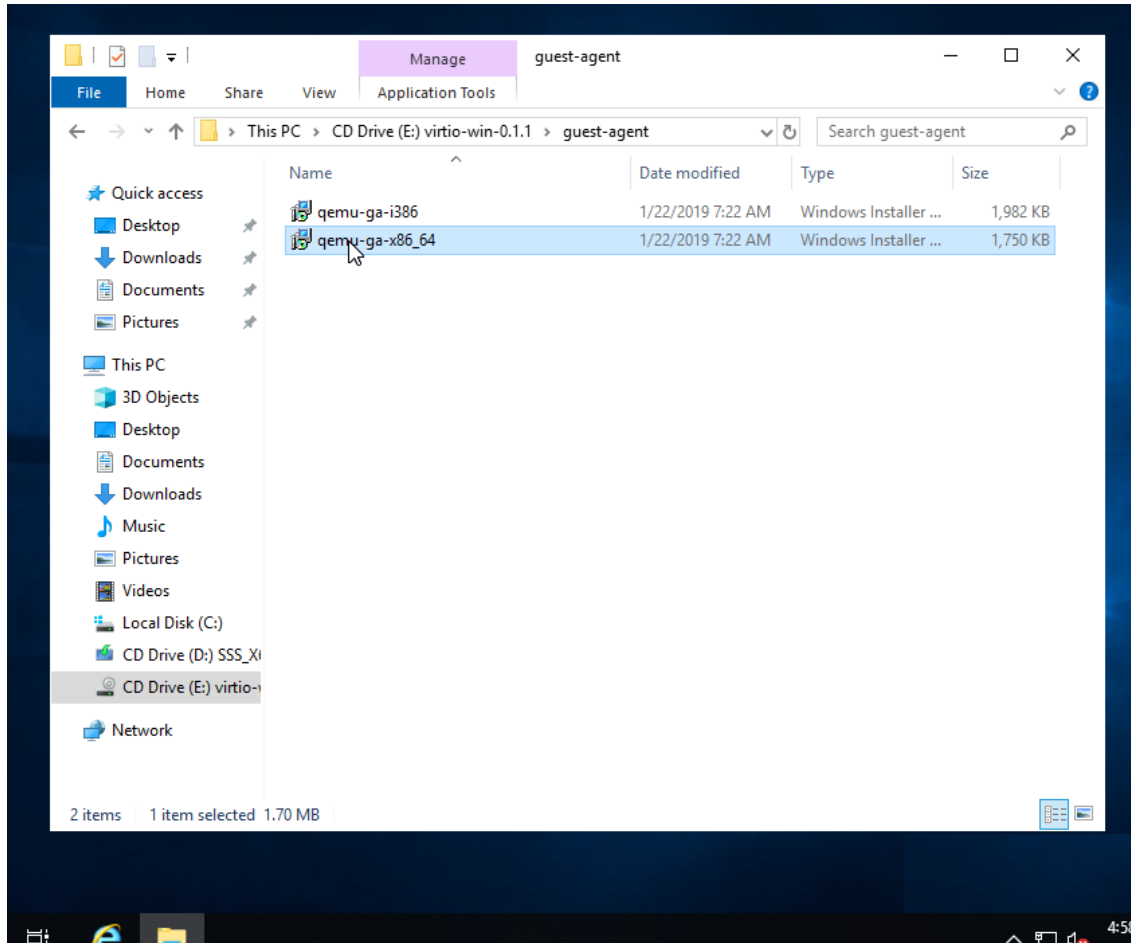 Manage guest-agent
File Home Share View Application Tools
This PC > CD Drive (E:) virtio-win-0.1.1 > guest-agent Search guest-agent
Name Date modified Type Size
Quick access
qemu-ga-i386 1/22/2019 7:22 AM Windows Installer ... 1,982 KB
Desktop
qemu-ga-x86_64 1/22/2019 7:22 AM Windows Installer ... 1,750 KB
Downloads
Documents
Pictures
This PC
3D Objects
Desktop
Documents
Downloads
Music
Pictures
Videos
Local Disk (C:)
CD Drive (D:) SSS_X
CD Drive (E:) virtio-
Network
2 items 1 item selected 1.70 MB
4:58